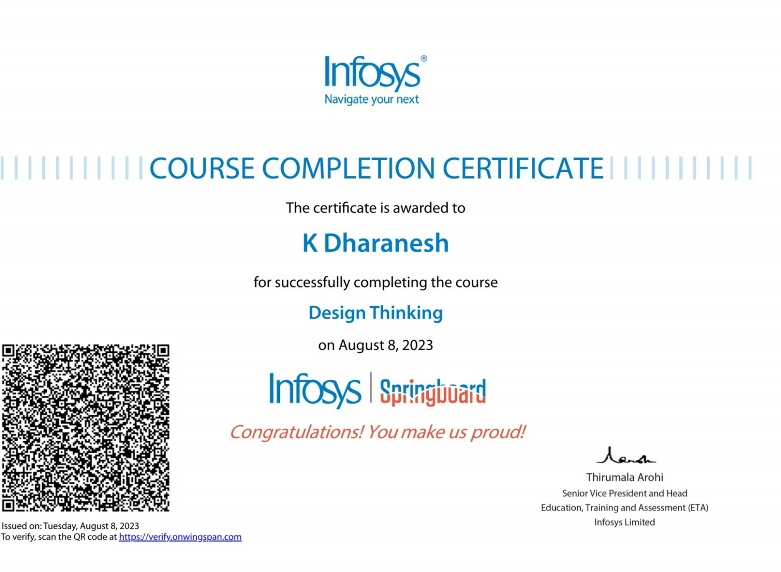 Infosys®
Navigate your next
COURSE COMPLETION CERTIFICATE
The certificate is awarded to
K Dharanesh
for successfully completing the course
Design Thinking
on August 8, 2023
Infosys | Springboard
Congratulations! You make us proud!
Thirumala Arohi
Senior Vice President and Head
Education, Training and Assessment (ETA)
Infosys Limited
Issued on: Tuesday, August 8, 2023
To verify, scan the QR code at https://verify.onwingspan.com